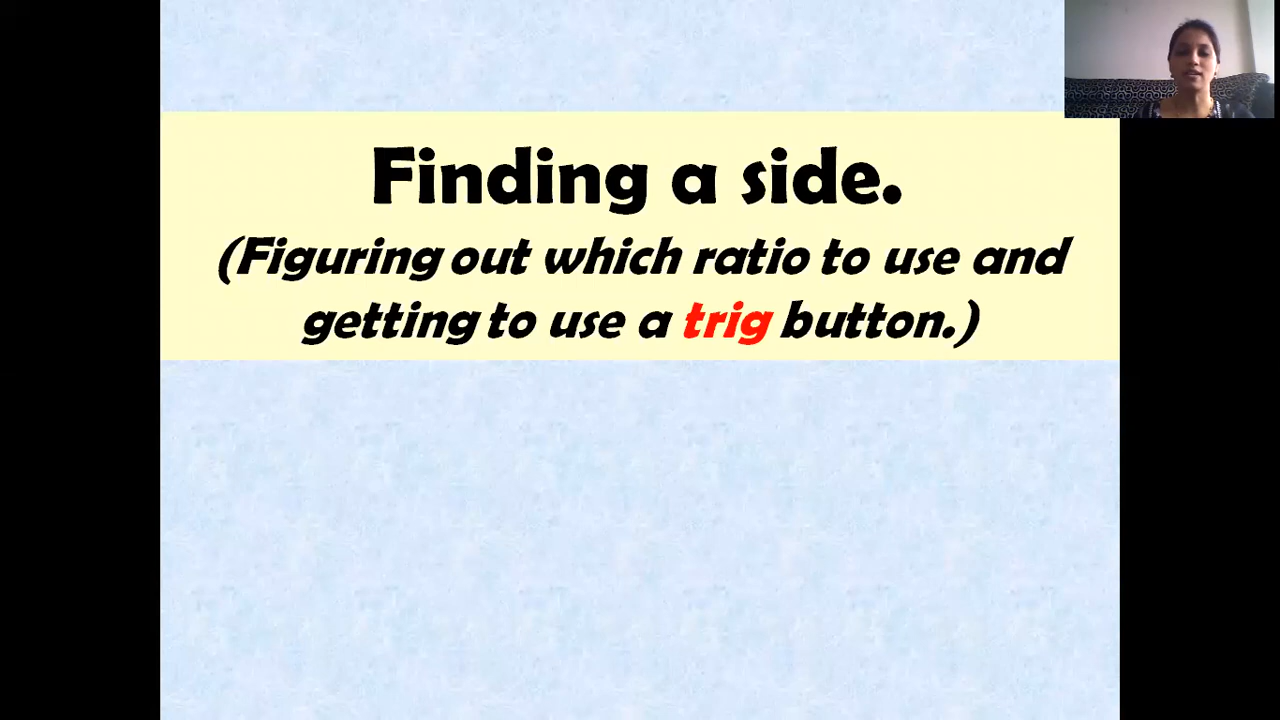 Finding a side.
(Figuring out which ratio to use and
getting to use a trig button.)